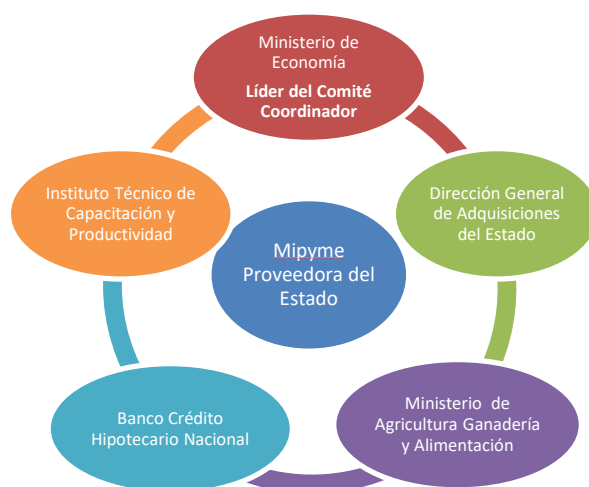 Ministerio de
Economía
Líder del Comité
Coordinador
Instituto Técnico de
Capacitación y
Productividad
Dirección General
de Adquisiciones
del Estado
Mipyme
Proveedora del
Estado
Banco Crédito
Hipotecario Nacional
Ministerio de
Agricultura Ganadería
y Alimentación